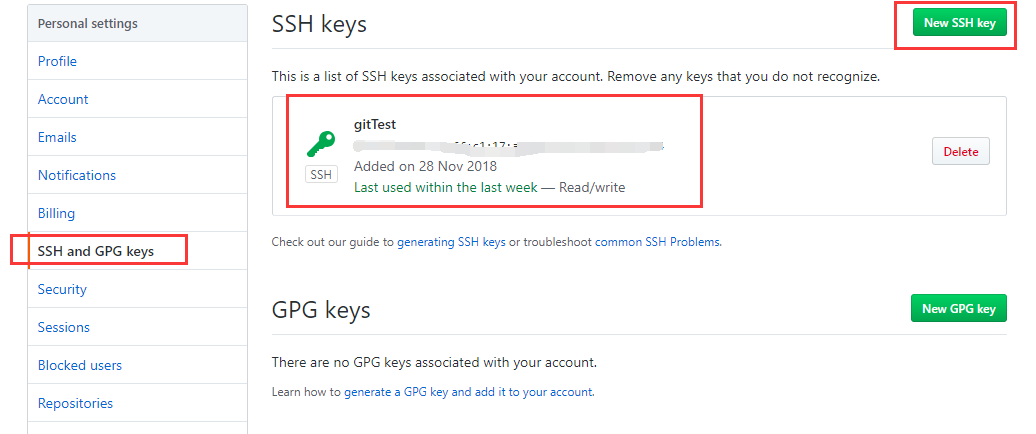 Personal settings
Profile
Account
Emails
Notifications
Billing
SSH and GPG keys
Security
Sessions
Blocked users
Repositories
SSH keys
New SSH key
This is a list of SSH keys associated with your account. Remove any keys that you do not recognize.
gitTest
SSH
Added on 28 Nov 2018
Last used within the last week — Read/write
Delete
Check out our guide to generating SSH keys or troubleshoot common SSH Problems.
GPG keys
New GPG key
There are no GPG keys associated with your account.
Learn how to generate a GPG key and add it to your account.